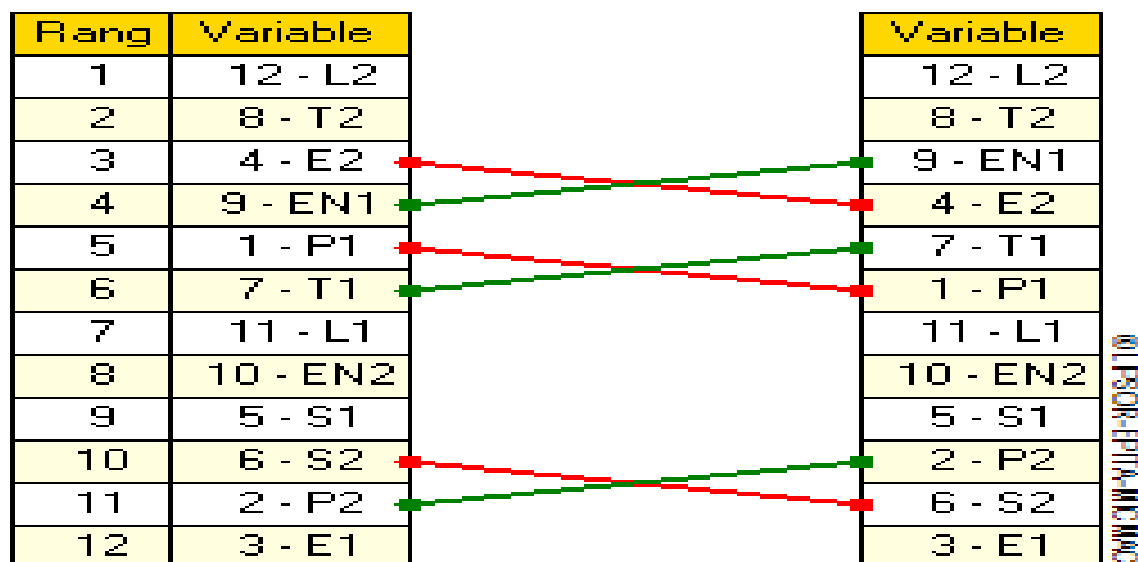 Rang Variable Variable
1 12 - L2 12 - L2
2 8 - T2 8 - T2
3 4 - E2 9 - EN1
4 9 - EN1 4 - E2
5 1 - P1 7 - T1
6 7 - T1 1 - P1
7 11 - L1 11 - L1
8 10 - EN2 10 - EN2
9 5 - S1 5 - S1
10 6 - S2 2 - P2
11 2 - P2 6 - S2
12 3 - E1 3 - E1